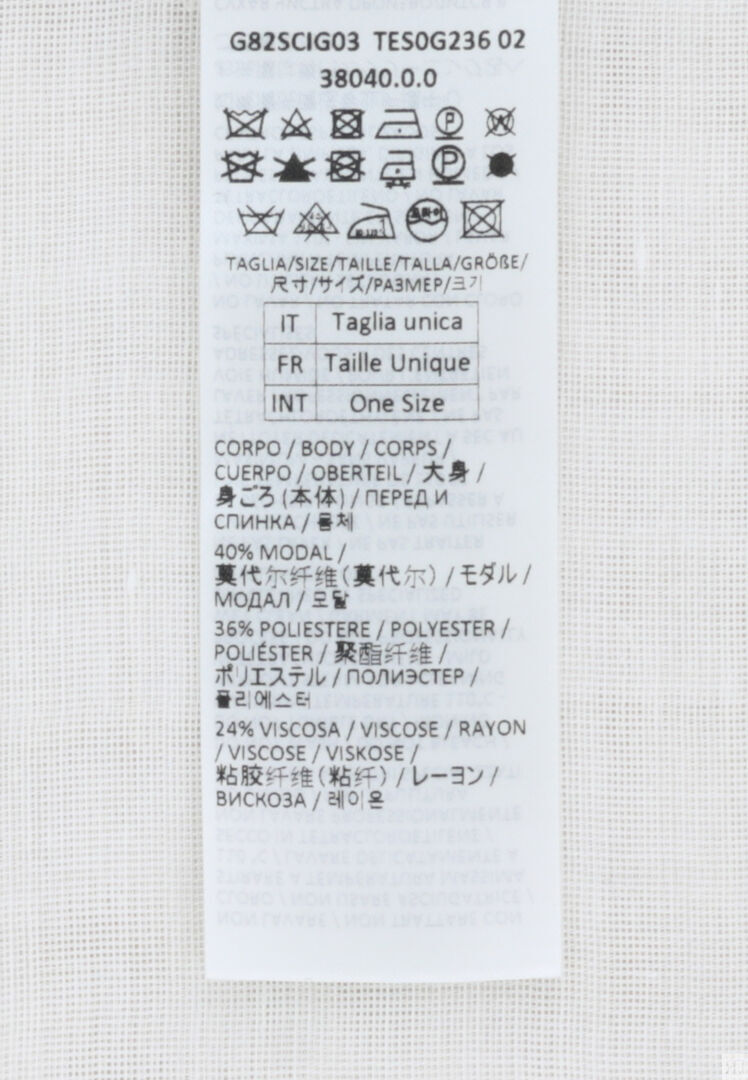 G82SCIG03 TES0G236 02
38040.0.0
TAGLIA/SIZE/TAILLE/TALLA/GRÖßE/
尺寸/サイズ/РАЗМЕР/크기
IT Taglia unica
FR Taille Unique
INT One Size
CORPO / BODY / CORPS /
CUERPO / OBERTEIL / 大身 /
身ごろ (本体) / ПЕРЕД И
СПИНКА / 몸체
40% MODAL /
莫代尔纤维(莫代尔) / モダル /
МОДАЛ / 모달
36% POLIESTERE / POLYESTER /
POLIÉSTER / 聚酯纤维 /
ポリエステル / ПОЛИЭСТЕР /
폴리에스터
24% VISCOSA / VISCOSE / RAYON
/ VISCOSE / VISKOSE /
粘胶纤维(粘纤) / レーヨン /
ВИСКОЗА / 레이온